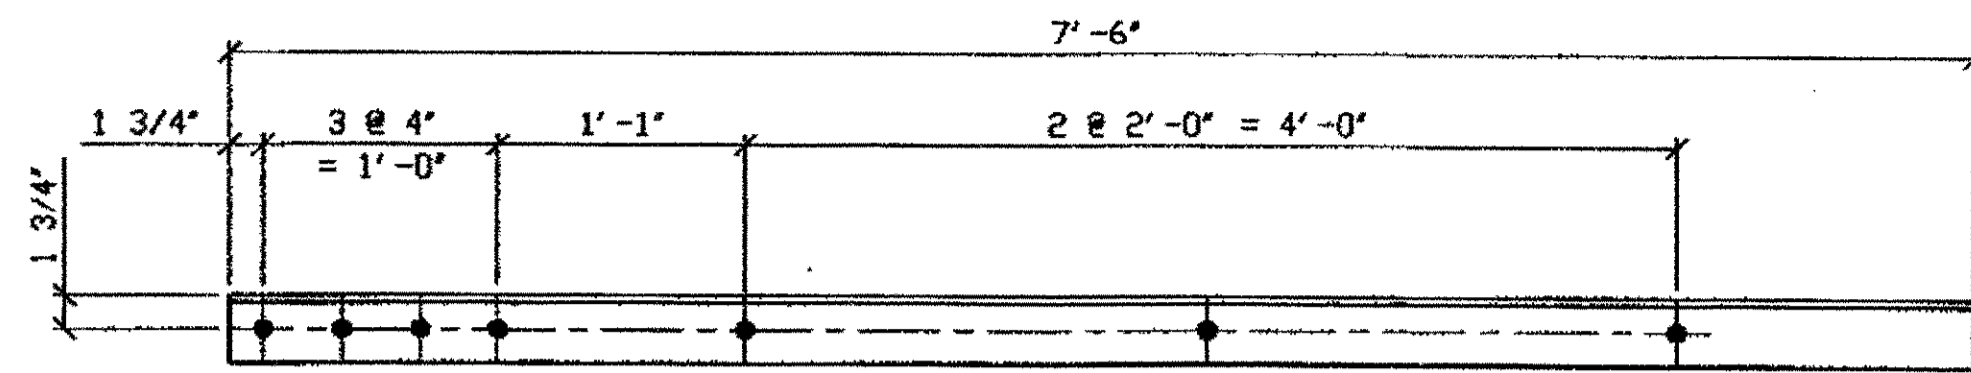 7'-6"
1 3/4"
3 @ 4"
= 1'-0"
1'-1"
2 @ 2'-0" = 4'-0"
1 3/4"